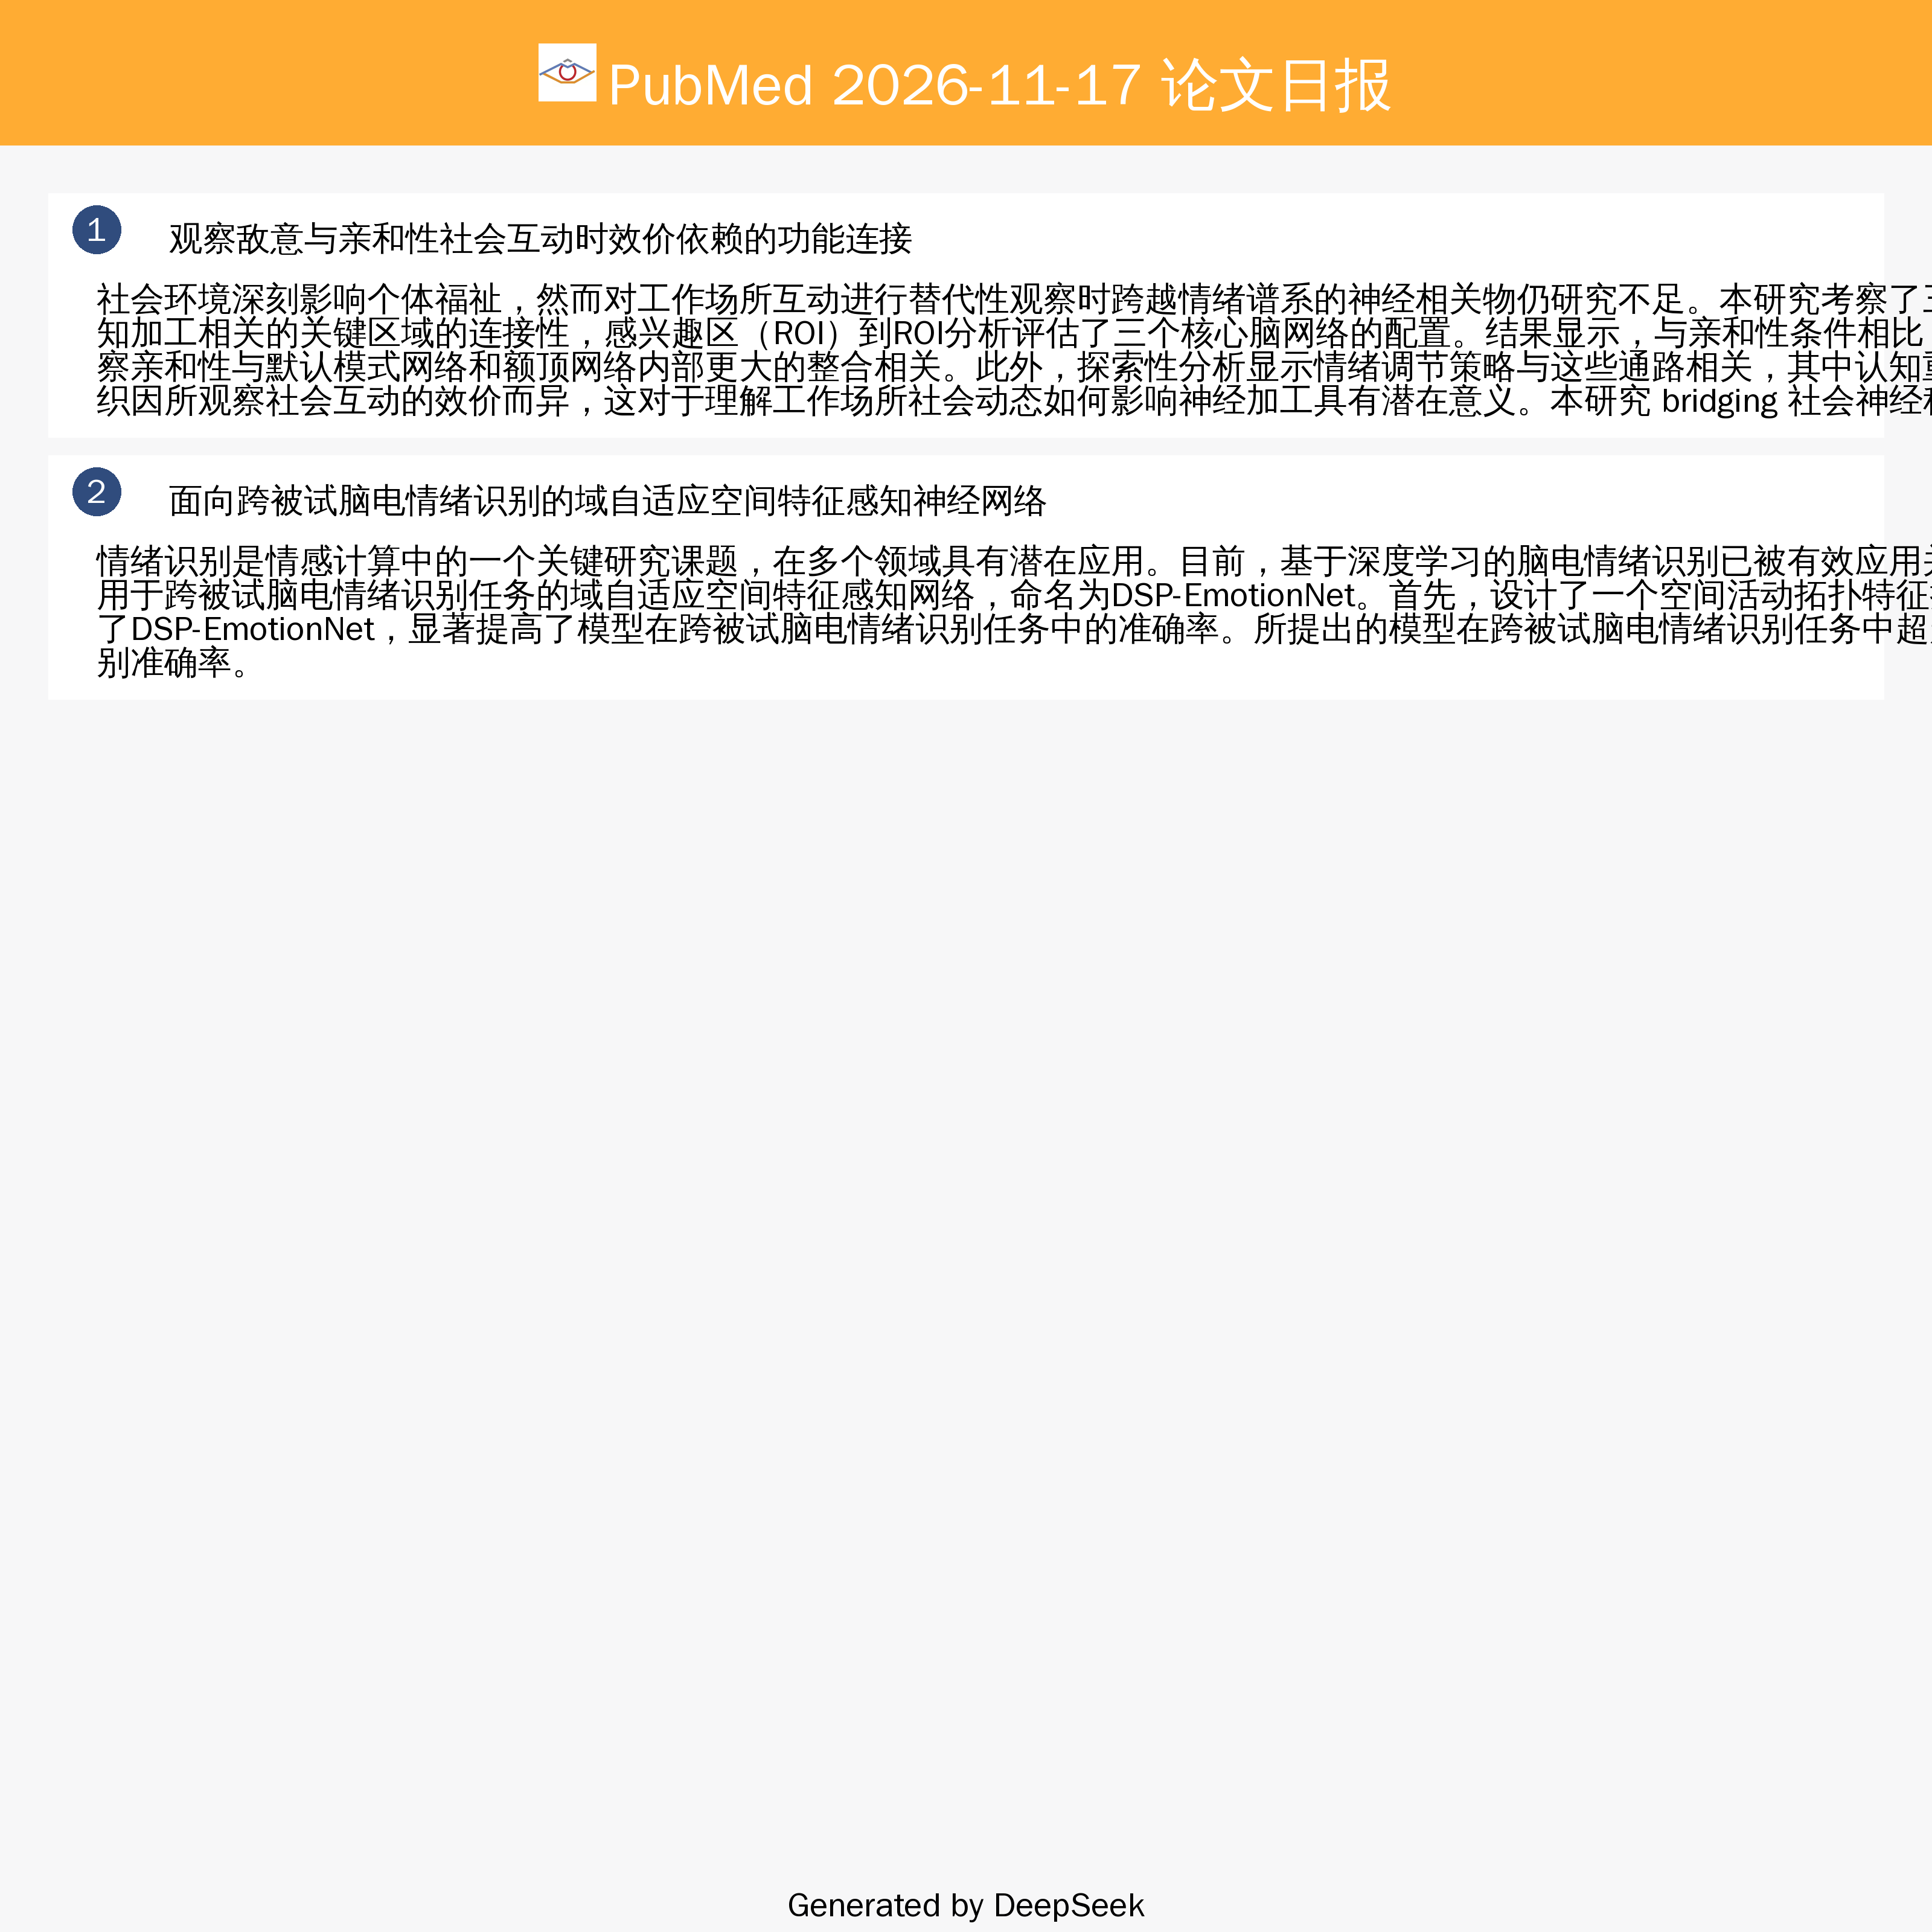 PubMed 2026-11-17 论文日报
1
观察敌意与亲和性社会互动时效价依赖的功能连接
社会环境深刻影响个体福祉，然而对工作场所互动进行替代性观察时跨越情绪谱系的神经相关物仍研究不足。本研究考察了
知加工相关的关键区域的连接性，感兴趣区（ROI）到ROI分析评估了三个核心脑网络的配置。结果显示，与亲和性条件相比
察亲和性与默认模式网络和额顶网络内部更大的整合相关。此外，探索性分析显示情绪调节策略与这些通路相关，其中认知
织因所观察社会互动的效价而异，这对于理解工作场所社会动态如何影响神经加工具有潜在意义。本研究 bridging 社会神经
2
面向跨被试脑电情绪识别的域自适应空间特征感知神经网络
情绪识别是情感计算中的一个关键研究课题，在多个领域具有潜在应用。目前，基于深度学习的脑电情绪识别已被有效应用
用于跨被试脑电情绪识别任务的域自适应空间特征感知网络，命名为DSP-EmotionNet。首先，设计了一个空间活动拓扑特征
了DSP-EmotionNet，显著提高了模型在跨被试脑电情绪识别任务中的准确率。所提出的模型在跨被试脑电情绪识别任务中超
别准确率。
Generated by DeepSeek